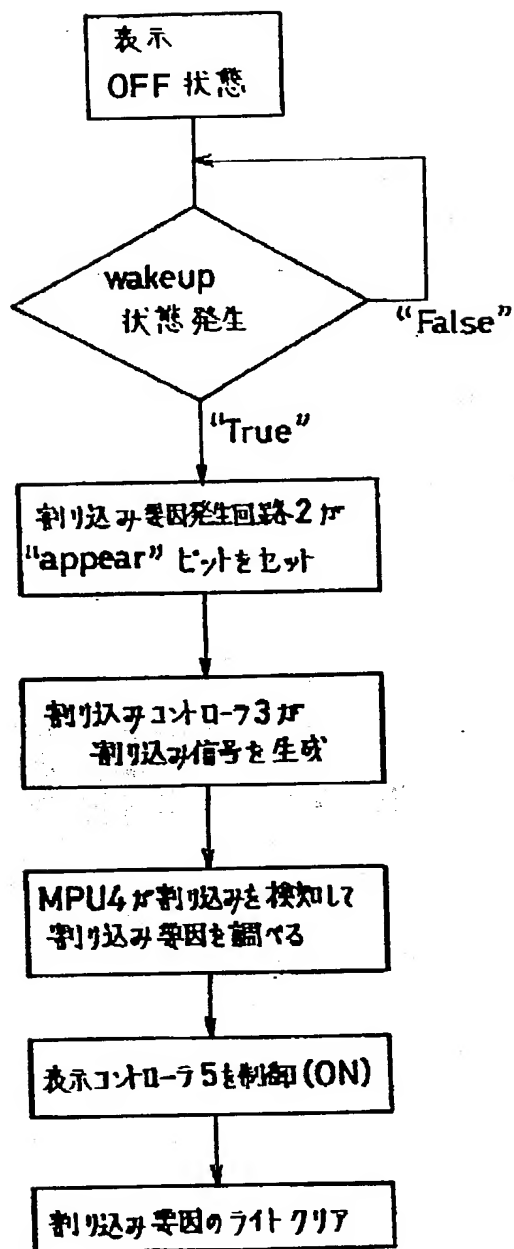 表示
OFF 状態
wakeup
状態発生
“False”
“True”
割り込み要因発生回路2が
“appear” ビットをセット
割り込みコントローラ3が
割り込み信号を生成
MPU4が割り込みを検知して
割り込み要因を調べる
表示コントローラ5を制御(ON)
割り込み要因のライトクリア